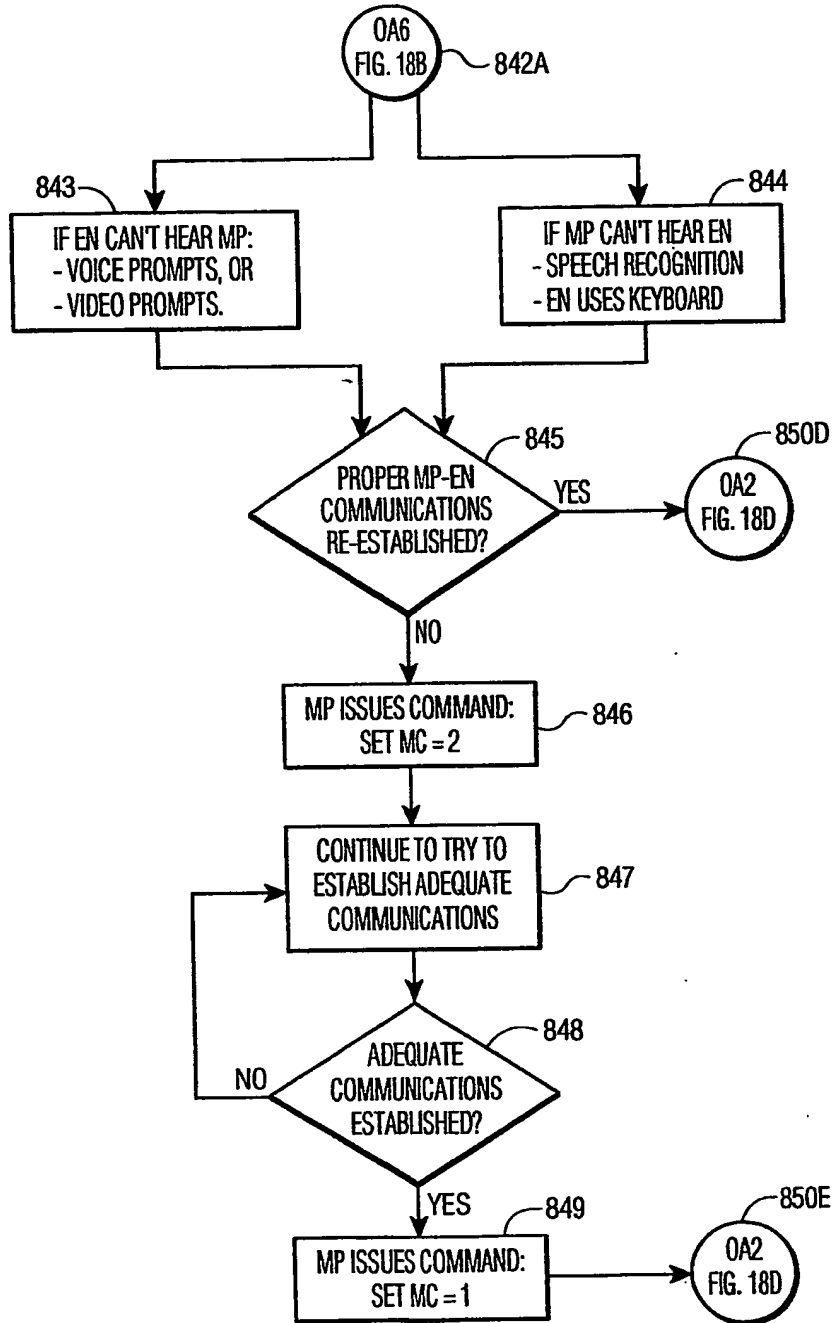 OA6
FIG. 18B
842A
843
IF EN CAN'T HEAR MP:
- VOICE PROMPTS, OR
- VIDEO PROMPTS.
844
IF MP CAN'T HEAR EN
- SPEECH RECOGNITION
- EN USES KEYBOARD
845
PROPER MP-EN
COMMUNICATIONS
RE-ESTABLISHED?
YES
850D
OA2
FIG. 18D
NO
MP ISSUES COMMAND:
SET MC = 2
846
CONTINUE TO TRY TO
ESTABLISH ADEQUATE
COMMUNICATIONS
847
848
ADEQUATE
COMMUNICATIONS
ESTABLISHED?
NO
YES
849
MP ISSUES COMMAND:
SET MC = 1
850E
OA2
FIG. 18D